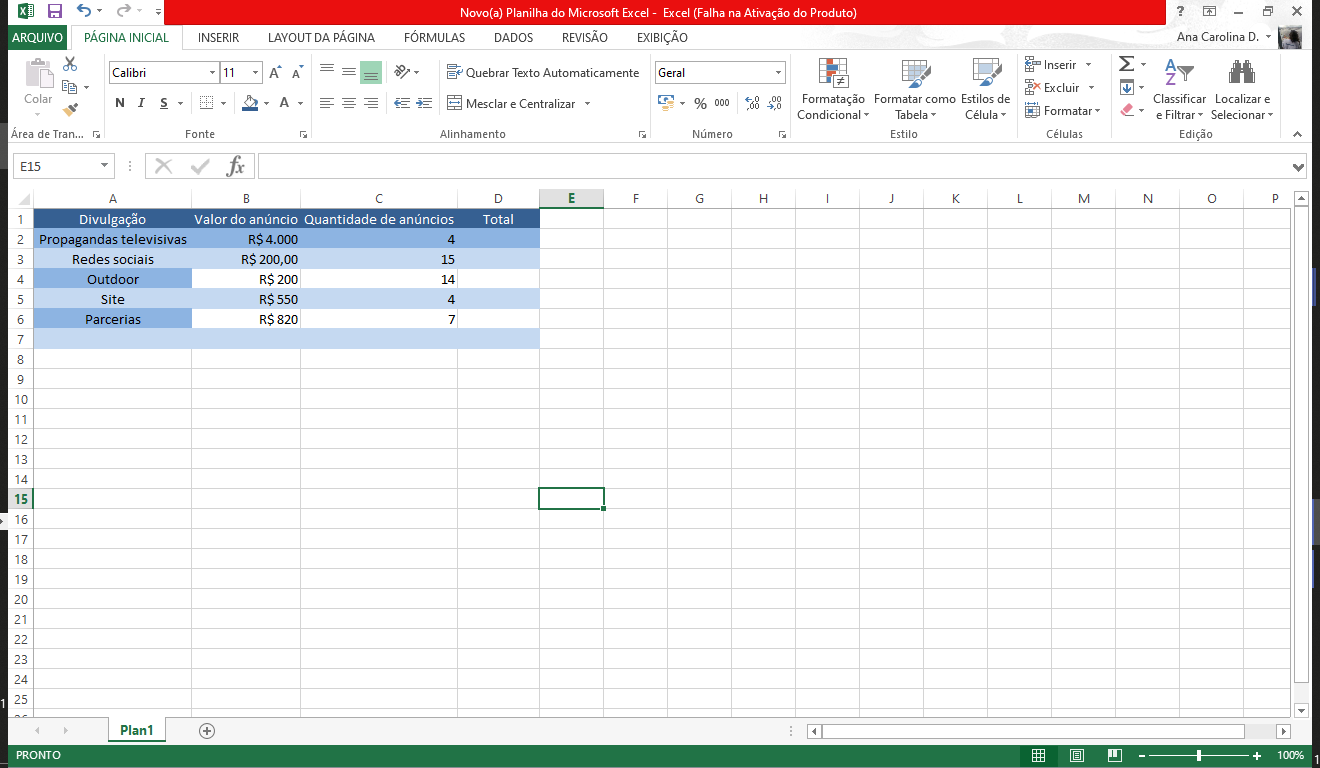 Novo(a) Planilha do Microsoft Excel - Excel (Falha na Ativação do Produto)
ARQUIVO PÁGINA INICIAL INSERIR LAYOUT DA PÁGINA FÓRMULAS DADOS REVISÃO EXIBIÇÃO Ana Carolina D.
Colar
Calibri 11
N I S A
Quebrar Texto Automaticamente
Mesclar e Centralizar
Geral
% 000
Formatação Condicional
Formatar como Tabela
Estilos de Célula
Inserir
Excluir
Formatar
Classificar e Filtrar
Localizar e Selecionar
Área de Tran... Fonte Alinhamento Número Estilo Células Edição
E15 fx
A B C D E F G H I J K L M N O P
1 Divulgação Valor do anúncio Quantidade de anúncios Total
2 Propagandas televisivas R$ 4.000 4
3 Redes sociais R$ 200,00 15
4 Outdoor R$ 200 14
5 Site R$ 550 4
6 Parcerias R$ 820 7
7
8
9
10
11
12
13
14
15
16
17
18
19
20
21
22
23
24
25
Plan1
PRONTO 100%